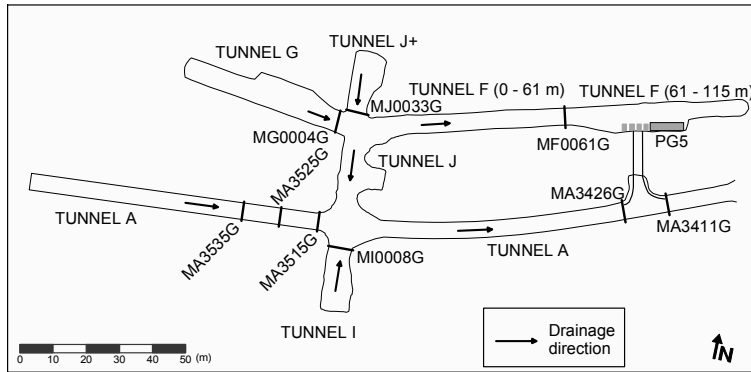 TUNNEL J+
TUNNEL G
TUNNEL F (0 - 61 m)
TUNNEL F (61 - 115 m)
MJ0033G
MG0004G
MF0061G
PG5
TUNNEL J
MA3525G
MA3426G
TUNNEL A
MA3535G
MA3515G
MI0008G
TUNNEL A
MA3411G
TUNNEL I
Drainage
direction
0 10 20 30 40 50 (m)
N